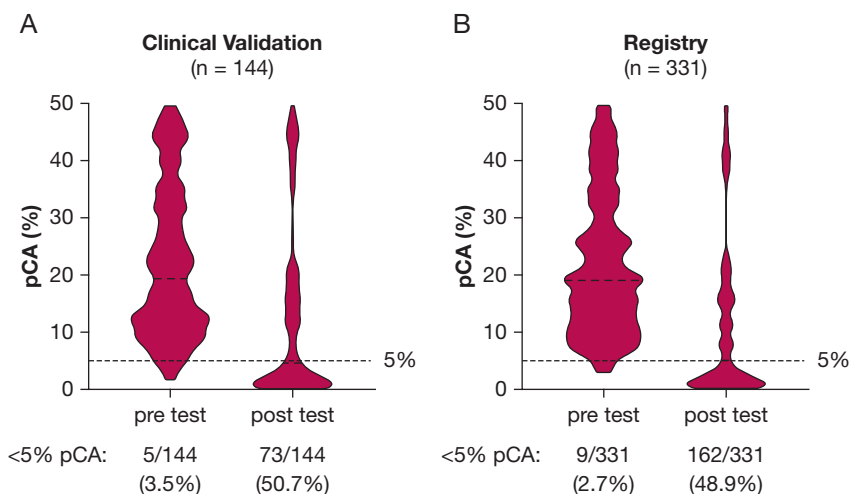 A
Clinical Validation
(n = 144)
50
40
30
20
10
0
pCA (%)
5%
pre test post test
<5% pCA: 5/144 73/144
(3.5%) (50.7%)
B
Registry
(n = 331)
50
40
30
20
10
0
pCA (%)
5%
pre test post test
9/331 162/331
(2.7%) (48.9%)